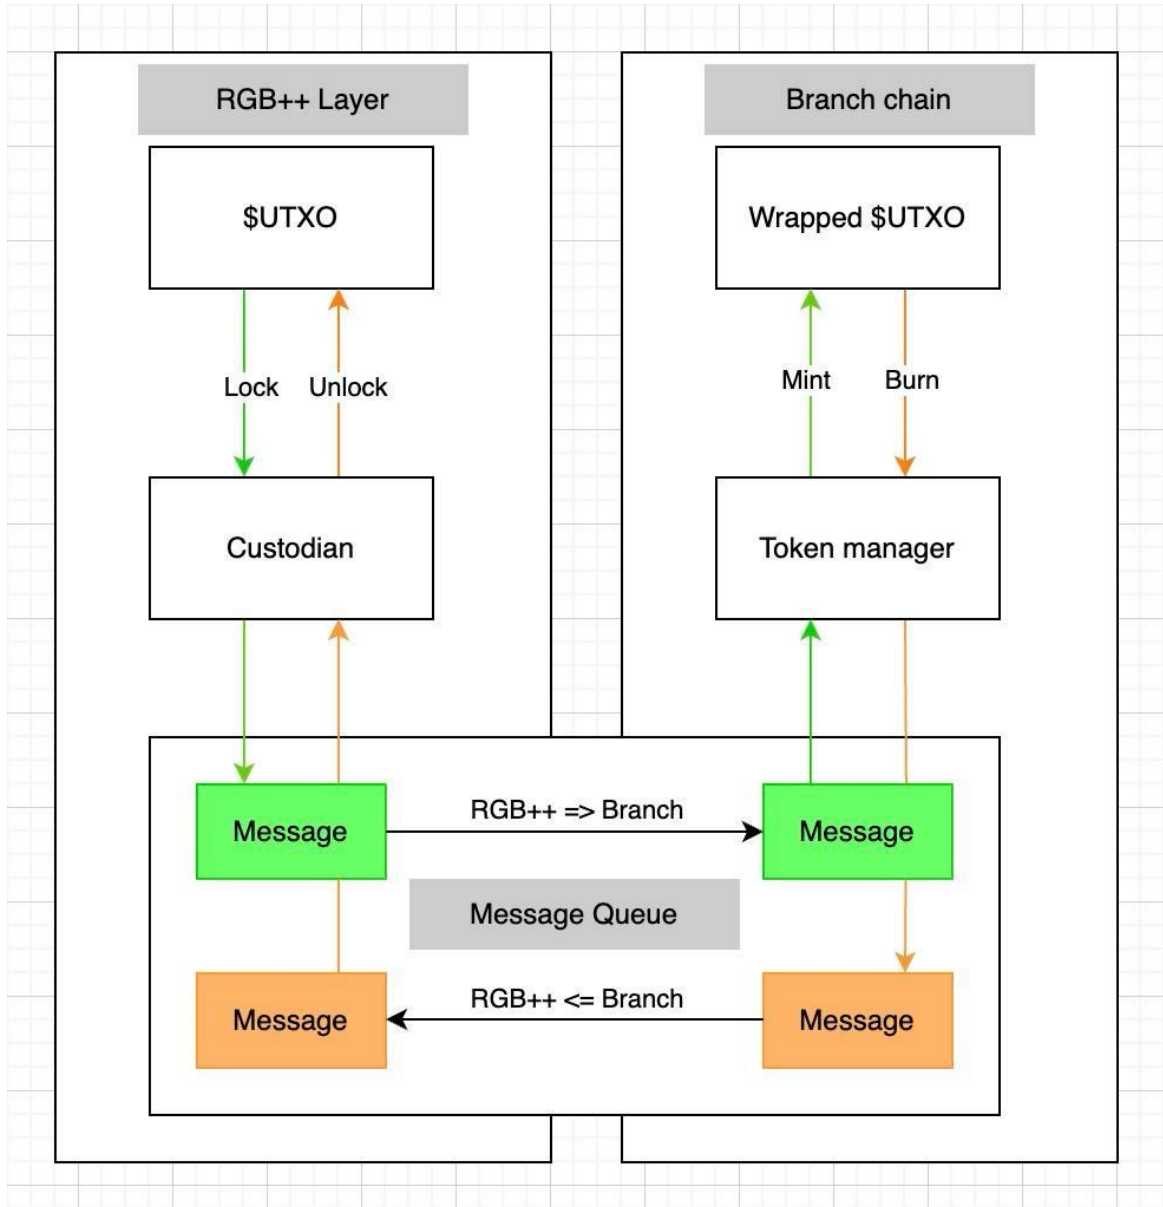 RGB++ Layer
Branch chain
$UTXO
Wrapped $UTXO
Lock
Unlock
Mint
Burn
Custodian
Token manager
Message
RGB++ => Branch
Message
Message Queue
Message
RGB++ <= Branch
Message